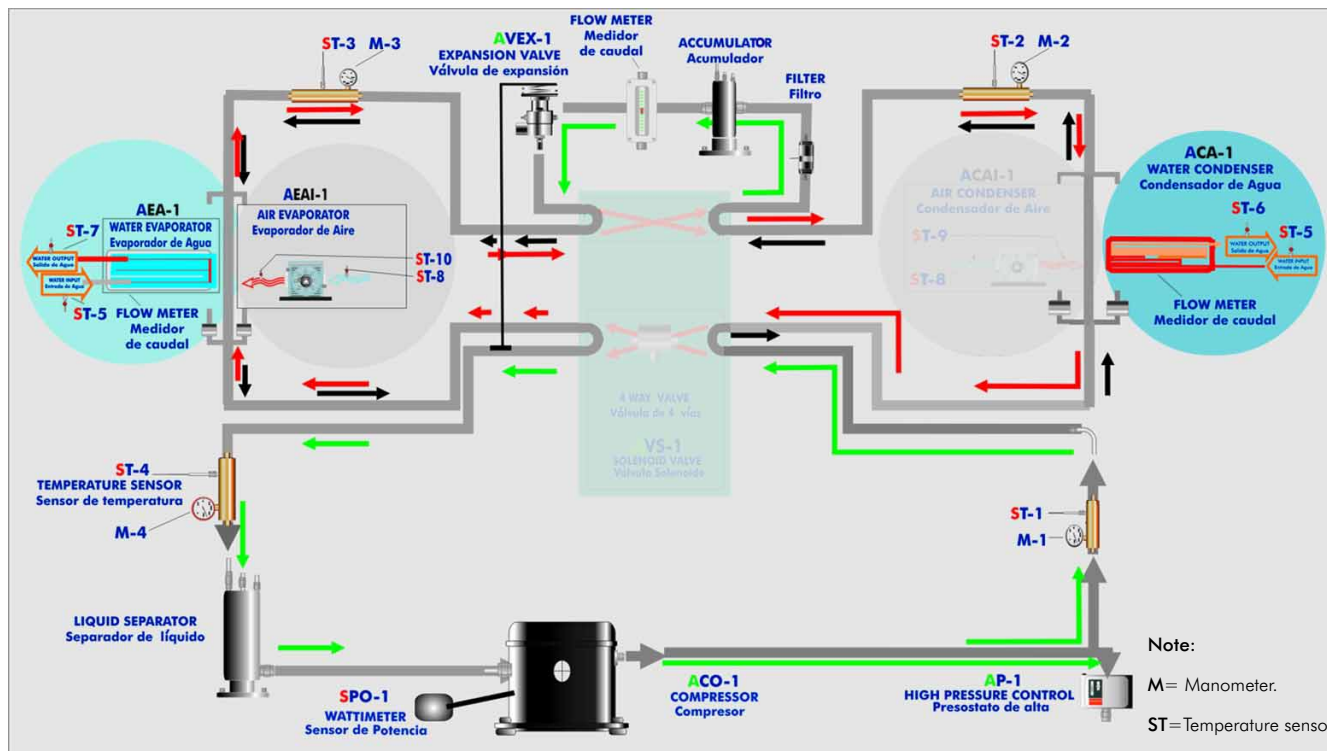 ST-3
M-3
AVEX-1
EXPANSION VALVE
Válvula de expansión
FLOW METER
Medidor
de caudal
ACCUMULATOR
Acumulador
FILTER
Filtro
ST-2
M-2
AEA-1
WATER EVAPORATOR
Evaporador de Agua
ST-7
WATER OUTPUT
Salida de Agua
WATER INPUT
Entrada de Agua
ST-5
FLOW METER
Medidor
de caudal
AEAI-1
AIR EVAPORATOR
Evaporador de Aire
ST-10
ST-8
ACAI-1
AIR CONDENSER
Condensador de Aire
ST-9
ST-8
ACA-1
WATER CONDENSER
Condensador de Agua
ST-6
ST-5
WATER OUTPUT
Salida de Agua
WATER INPUT
Entrada de Agua
FLOW METER
Medidor de caudal
4 WAY VALVE
Válvula de 4 vías
AVS-1
SOLENOID VALVE
Válvula Solenoide
ST-4
TEMPERATURE SENSOR
Sensor de temperatura
M-4
ST-1
M-1
LIQUID SEPARATOR
Separador de líquido
SPO-1
WATTIMETER
Sensor de Potencia
ACO-1
COMPRESSOR
Compresor
AP-1
HIGH PRESSURE CONTROL
Presostato de alta
Note:
M= Manometer.
ST=Temperature senso